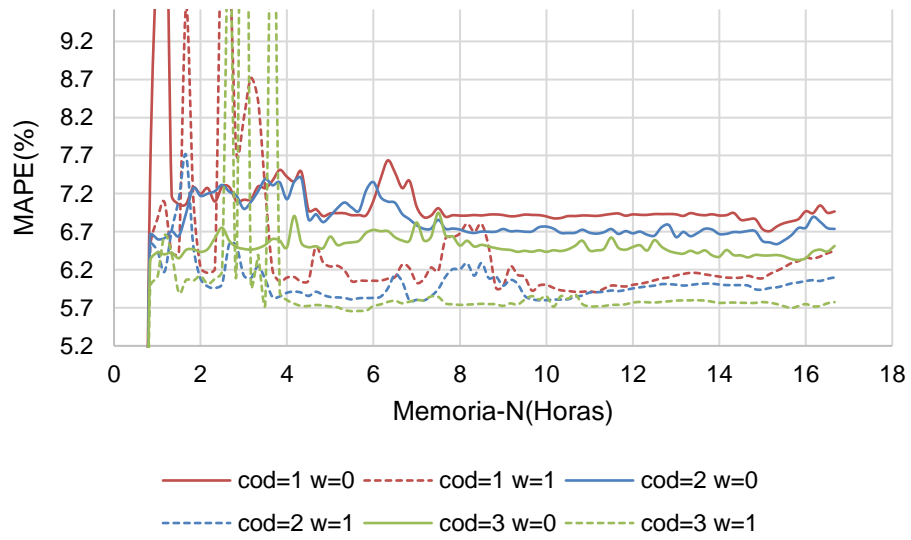 9.2
8.7
8.2
7.7
7.2
6.7
6.2
5.7
5.2
MAPE(%)
0 2 4 6 8 10 12 14 16 18
Memoria-N(Horas)
cod=1 w=0 cod=1 w=1 cod=2 w=0
cod=2 w=1 cod=3 w=0 cod=3 w=1